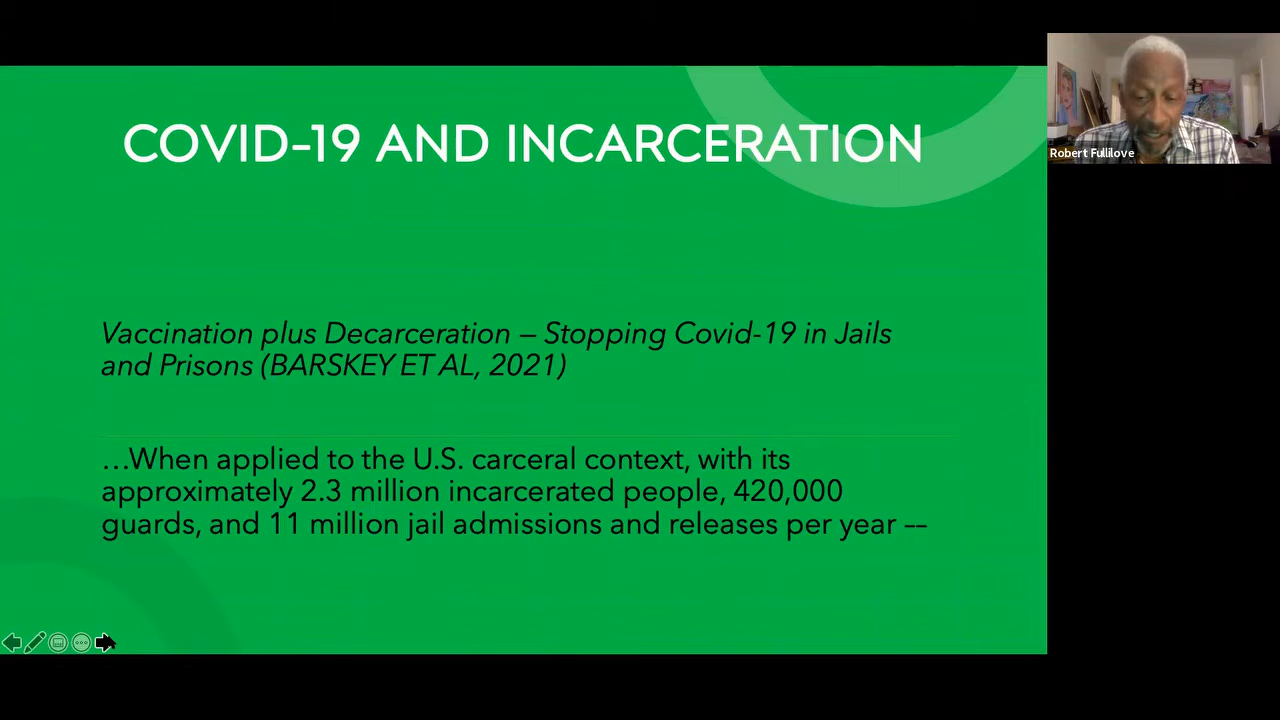 COVID-19 AND INCARCERATION
Robert Fullilove
Vaccination plus Decarceration – Stopping Covid-19 in Jails
and Prisons (BARSKEY ET AL, 2021)
…When applied to the U.S. carceral context, with its
approximately 2.3 million incarcerated people, 420,000
guards, and 11 million jail admissions and releases per year ––